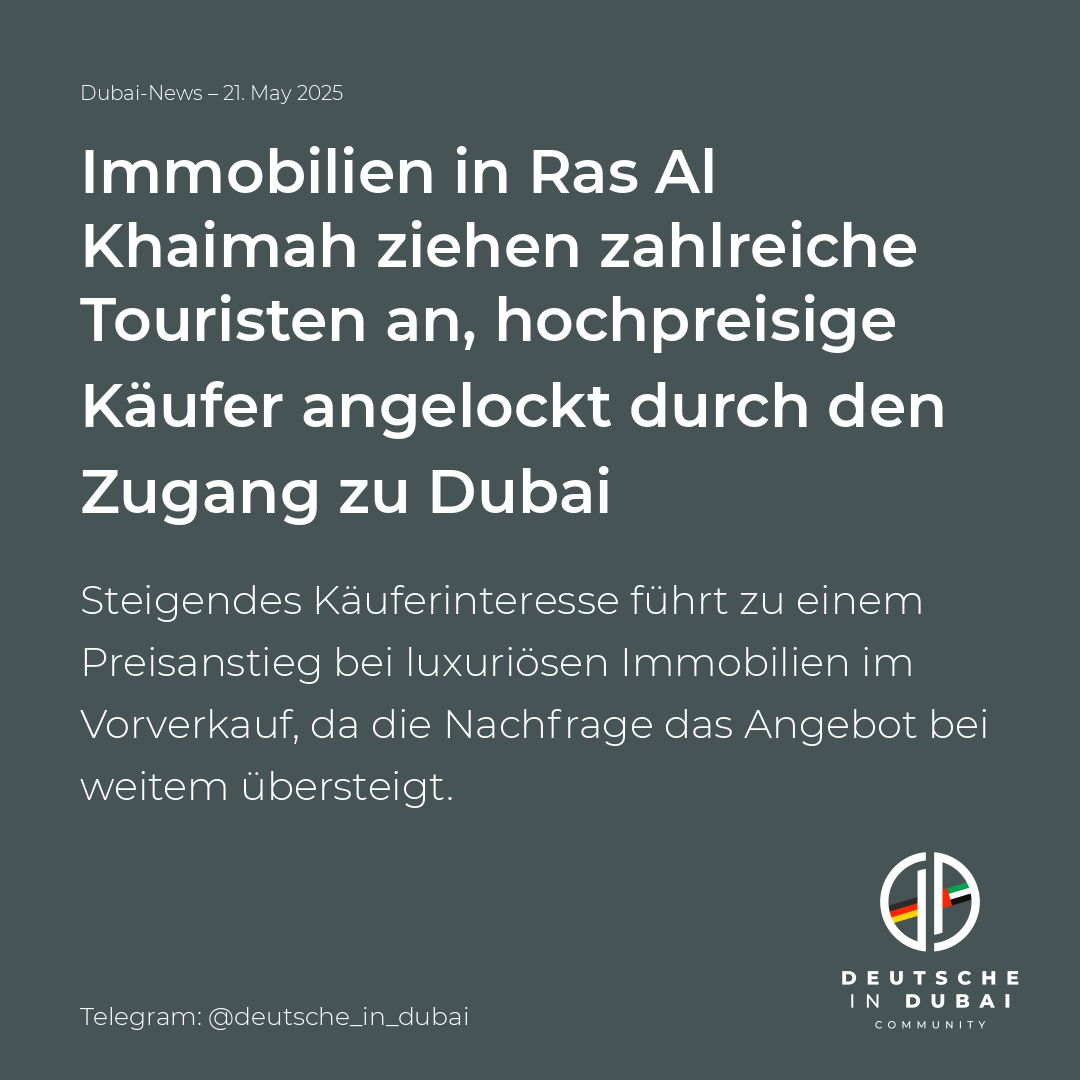 Dubai-News – 21. May 2025
Immobilien in Ras Al
Khaimah ziehen zahlreiche
Touristen an, hochpreisige
Käufer angelockt durch den
Zugang zu Dubai
Steigendes Käuferinteresse führt zu einem
Preisanstieg bei luxuriösen Immobilien im
Vorverkauf, da die Nachfrage das Angebot bei
weitem übersteigt.
DEUTSCHE
IN DUBAI
COMMUNITY
Telegram: @deutsche_in_dubai